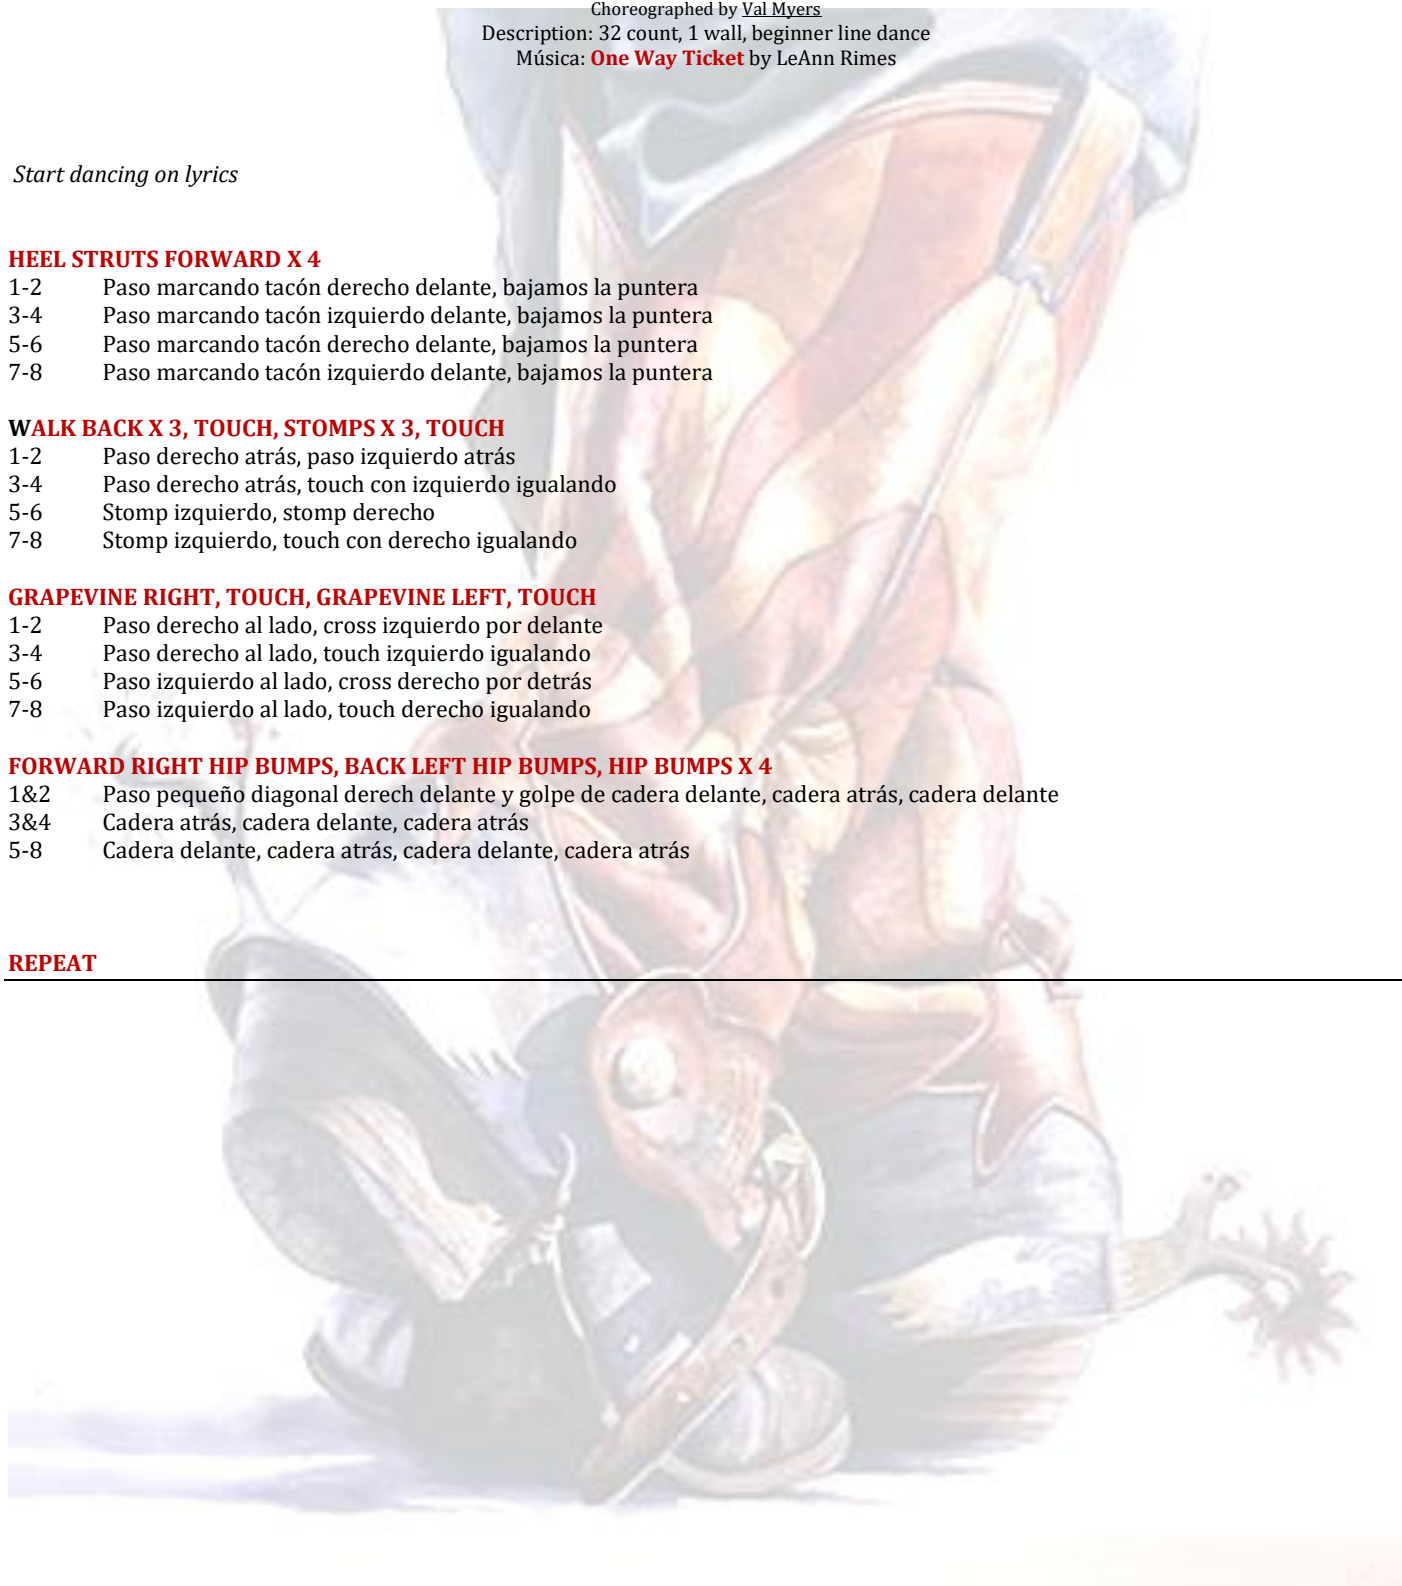 Choreographed by Val Myers
Description: 32 count, 1 wall, beginner line dance
Música: One Way Ticket by LeAnn Rimes
Start dancing on lyrics
HEEL STRUTS FORWARD X 4
1-2 Paso marcando tacón derecho delante, bajamos la puntera
3-4 Paso marcando tacón izquierdo delante, bajamos la puntera
5-6 Paso marcando tacón derecho delante, bajamos la puntera
7-8 Paso marcando tacón izquierdo delante, bajamos la puntera
WALK BACK X 3, TOUCH, STOMPS X 3, TOUCH
1-2 Paso derecho atrás, paso izquierdo atrás
3-4 Paso derecho atrás, touch con izquierdo igualando
5-6 Stomp izquierdo, stomp derecho
7-8 Stomp izquierdo, touch con derecho igualando
GRAPEVINE RIGHT, TOUCH, GRAPEVINE LEFT, TOUCH
1-2 Paso derecho al lado, cross izquierdo por delante
3-4 Paso derecho al lado, touch izquierdo igualando
5-6 Paso izquierdo al lado, cross derecho por detrás
7-8 Paso izquierdo al lado, touch derecho igualando
FORWARD RIGHT HIP BUMPS, BACK LEFT HIP BUMPS, HIP BUMPS X 4
1&2 Paso pequeño diagonal derech delante y golpe de cadera delante, cadera atrás, cadera delante
3&4 Cadera atrás, cadera delante, cadera atrás
5-8 Cadera delante, cadera atrás, cadera delante, cadera atrás
REPEAT